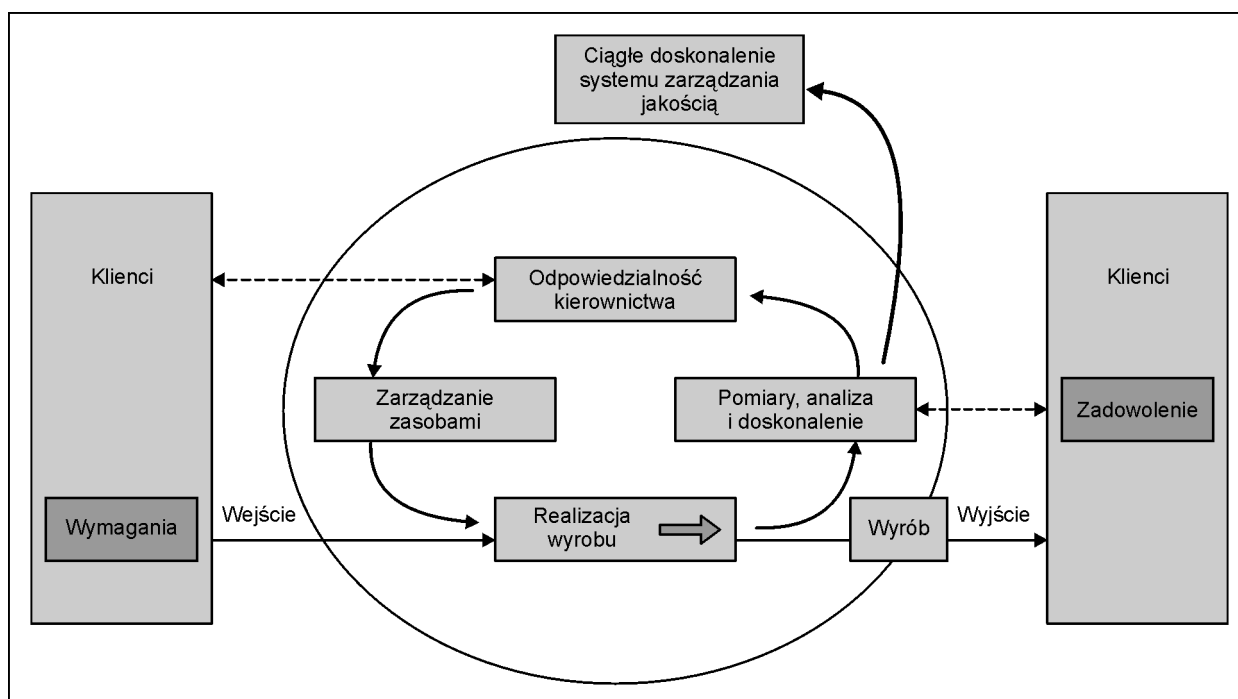 Ciągłe doskonalenie
systemu zarządzania
jakością
Klienci
Odpowiedzialność
kierownictwa
Klienci
Zarządzanie
zasobami
Pomiary, analiza
i doskonalenie
Zadowolenie
Wymagania
Wejście
Realizacja
wyrobu
Wyrób
Wyjście